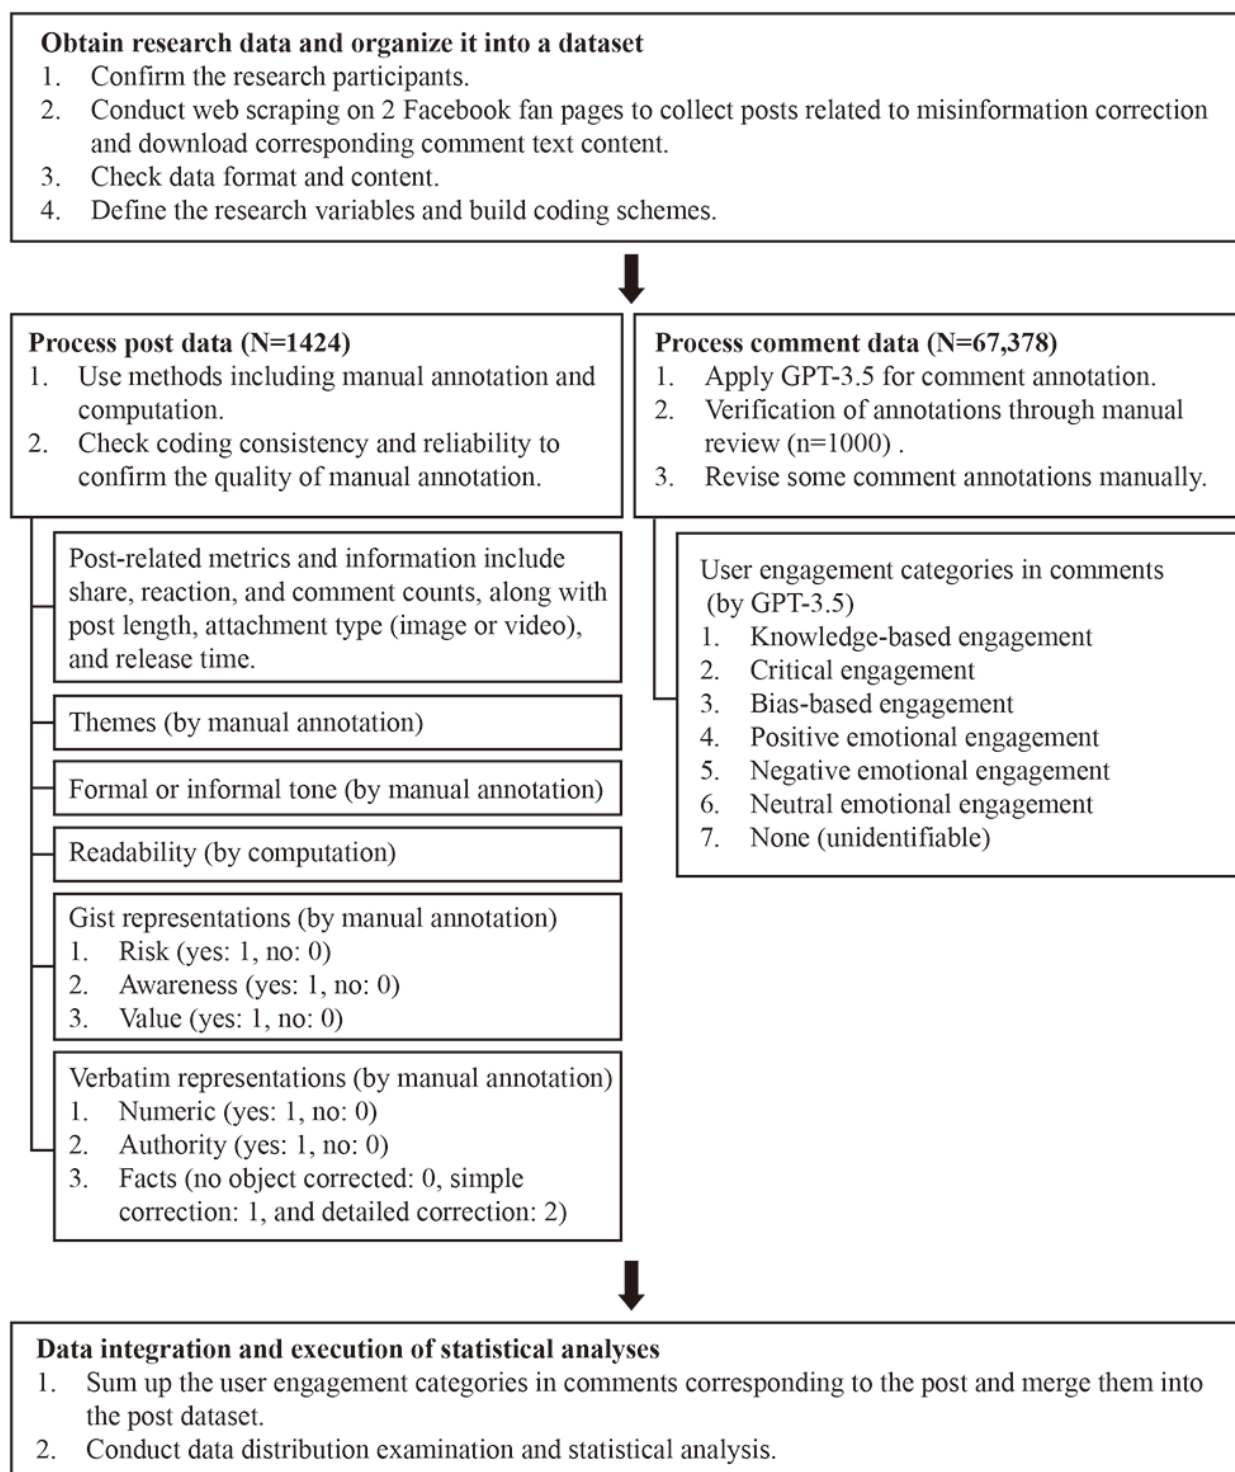 Obtain research data and organize it into a dataset
1. Confirm the research participants.
2. Conduct web scraping on 2 Facebook fan pages to collect posts related to misinformation correction
and download corresponding comment text content.
3. Check data format and content.
4. Define the research variables and build coding schemes.
Process post data (N=1424)
1. Use methods including manual annotation and
computation.
2. Check coding consistency and reliability to
confirm the quality of manual annotation.
Post-related metrics and information include
share, reaction, and comment counts, along with
post length, attachment type (image or video),
and release time.
Themes (by manual annotation)
Formal or informal tone (by manual annotation)
Readability (by computation)
Gist representations (by manual annotation)
1. Risk (yes: 1, no: 0)
2. Awareness (yes: 1, no: 0)
3. Value (yes: 1, no: 0)
Verbatim representations (by manual annotation)
1. Numeric (yes: 1, no: 0)
2. Authority (yes: 1, no: 0)
3. Facts (no object corrected: 0, simple
correction: 1, and detailed correction: 2)
Process comment data (N=67,378)
1. Apply GPT-3.5 for comment annotation.
2. Verification of annotations through manual
review (n=1000) .
3. Revise some comment annotations manually.
User engagement categories in comments
(by GPT-3.5)
1. Knowledge-based engagement
2. Critical engagement
3. Bias-based engagement
4. Positive emotional engagement
5. Negative emotional engagement
6. Neutral emotional engagement
7. None (unidentifiable)
Data integration and execution of statistical analyses
1. Sum up the user engagement categories in comments corresponding to the post and merge them into
the post dataset.
2. Conduct data distribution examination and statistical analysis.